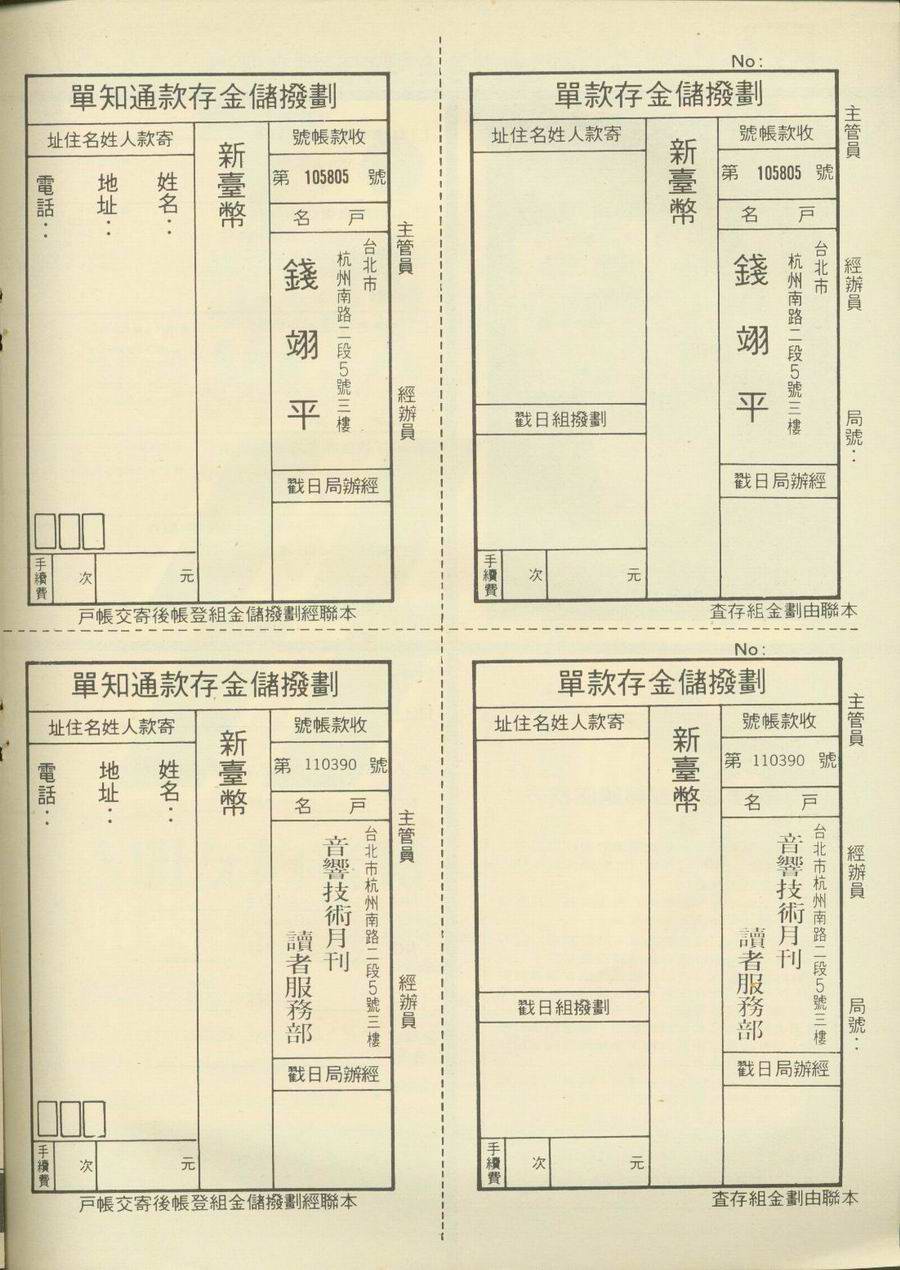 劃撥儲金存款通知單
收款帳號
第 105805 號
戶名
台北市
杭州南路二段5號三樓
錢翊平
經辦局日戳
新臺幣
寄款人姓名住址
姓名：
地址：
電話：
手續費
次
元
主管員
經辦員
本聯經劃撥儲金組登帳後寄交帳戶
No:
劃撥儲金存款單
收款帳號
第 105805 號
戶名
台北市
杭州南路二段5號三樓
錢翊平
經辦局日戳
新臺幣
寄款人姓名住址
劃撥組日戳
手續費
次
元
主管員
經辦員
局號：
本聯由劃金組存查
劃撥儲金存款通知單
收款帳號
第 110390 號
戶名
台北市杭州南路二段5號三樓
音響技術月刊
讀者服務部
經辦局日戳
新臺幣
寄款人姓名住址
姓名：
地址：
電話：
手續費
次
元
主管員
經辦員
本聯經劃撥儲金組登帳後寄交帳戶
No:
劃撥儲金存款單
收款帳號
第 110390 號
戶名
台北市杭州南路二段5號三樓
音響技術月刊
讀者服務部
經辦局日戳
新臺幣
寄款人姓名住址
劃撥組日戳
手續費
次
元
主管員
經辦員
局號：
本聯由劃金組存查